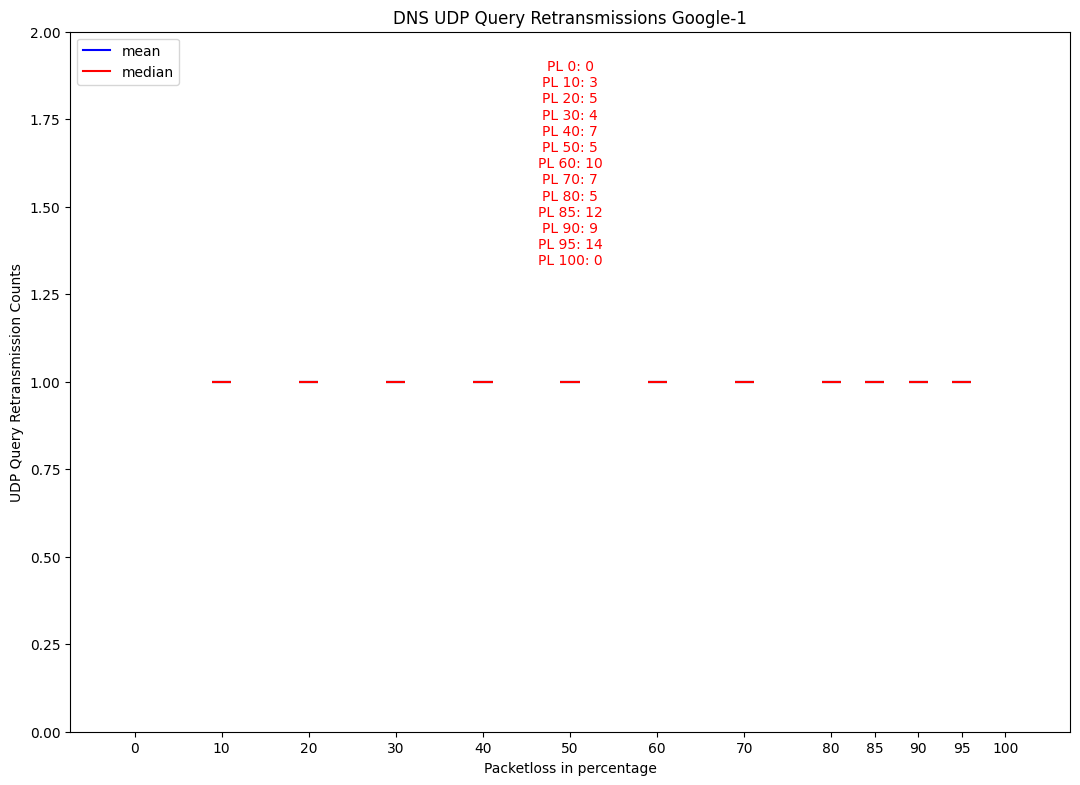 DNS UDP Query Retransmissions Google-1
2.00
1.75
1.50
1.25
1.00
0.75
0.50
0.25
0.00
UDP Query Retransmission Counts
mean
median
PL 0: 0
PL 10: 3
PL 20: 5
PL 30: 4
PL 40: 7
PL 50: 5
PL 60: 10
PL 70: 7
PL 80: 5
PL 85: 12
PL 90: 9
PL 95: 14
PL 100: 0
0 10 20 30 40 50 60 70 80 85 90 95 100
Packetloss in percentage